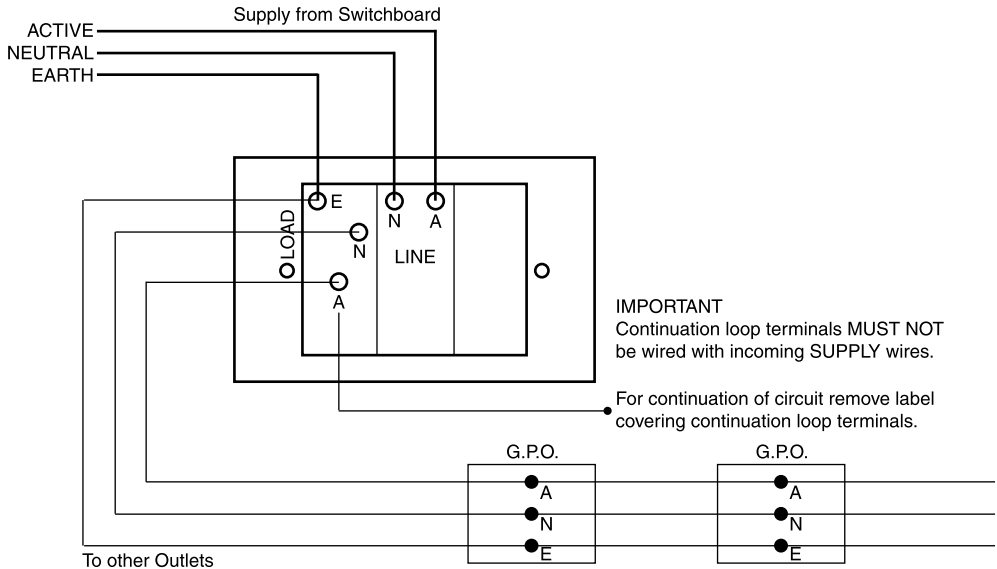 Supply from Switchboard
ACTIVE
NEUTRAL
EARTH
E
N
A
LOAD
N
LINE
A
IMPORTANT
Continuation loop terminals MUST NOT
be wired with incoming SUPPLY wires.
For continuation of circuit remove label
covering continuation loop terminals.
G.P.O.
G.P.O.
A
A
N
N
E
E
To other Outlets